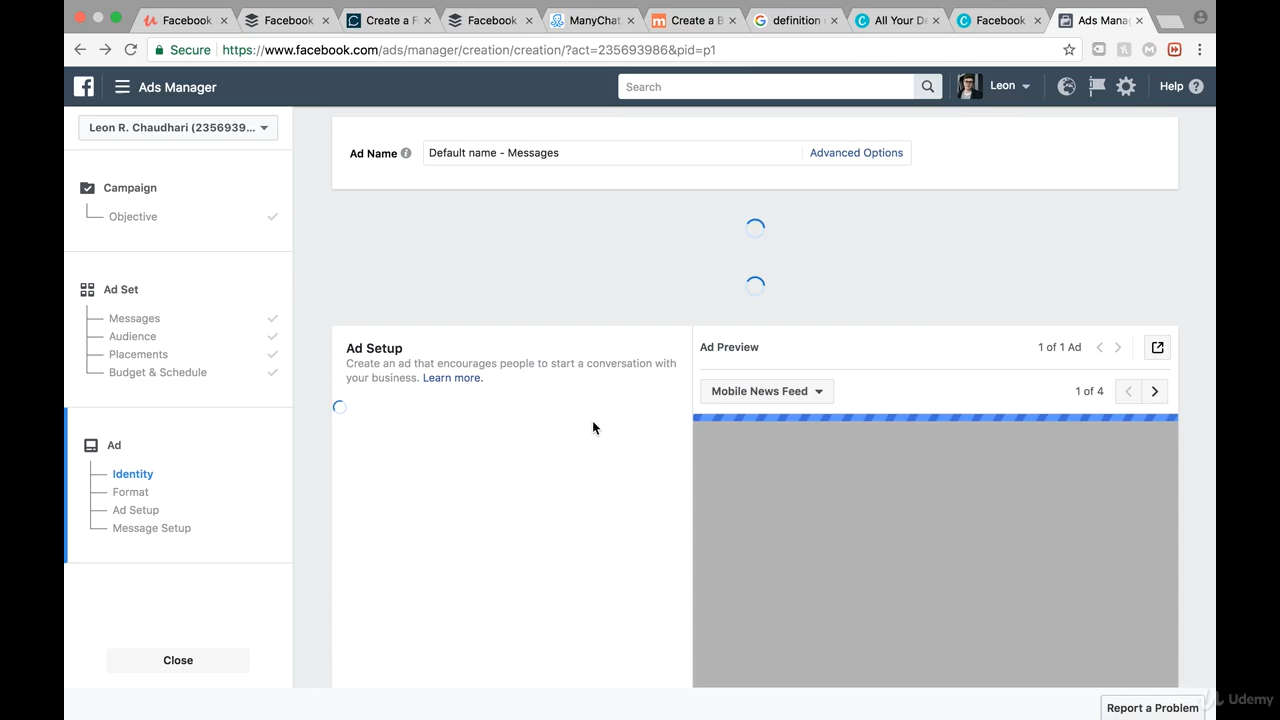 Facebook
Facebook
Create a F
Facebook
ManyChat
Create a B
definition
All Your De
Facebook
Ads Manag
Secure
https://www.facebook.com/ads/manager/creation/creation/?act=235693986&pid=p1
Ads Manager
Search
Leon
Help
Leon R. Chaudhari (2356939...
Campaign
Objective
Ad Set
Messages
Audience
Placements
Budget & Schedule
Ad
Identity
Format
Ad Setup
Message Setup
Close
Ad Name
Default name - Messages
Advanced Options
Ad Setup
Create an ad that encourages people to start a conversation with
your business. Learn more.
Ad Preview
1 of 1 Ad
Mobile News Feed
1 of 4
Report a Problem
Udemy